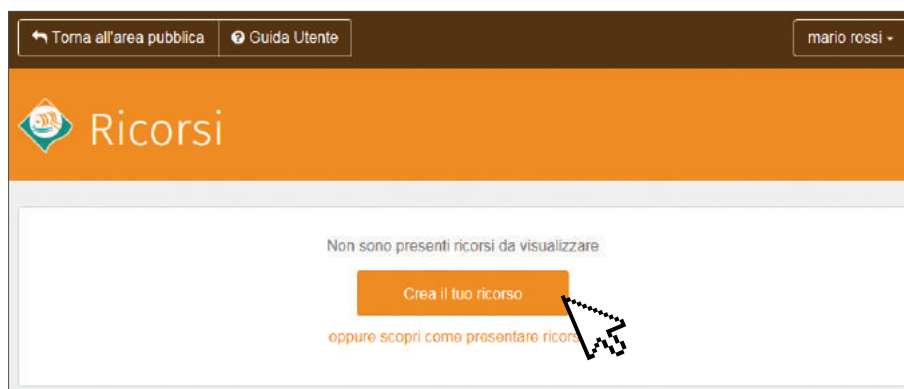 Torna all'area pubblica Guida Utente mario rossi
Ricorsi
Non sono presenti ricorsi da visualizzare
Crea il tuo ricorso
oppure scopri come presentare